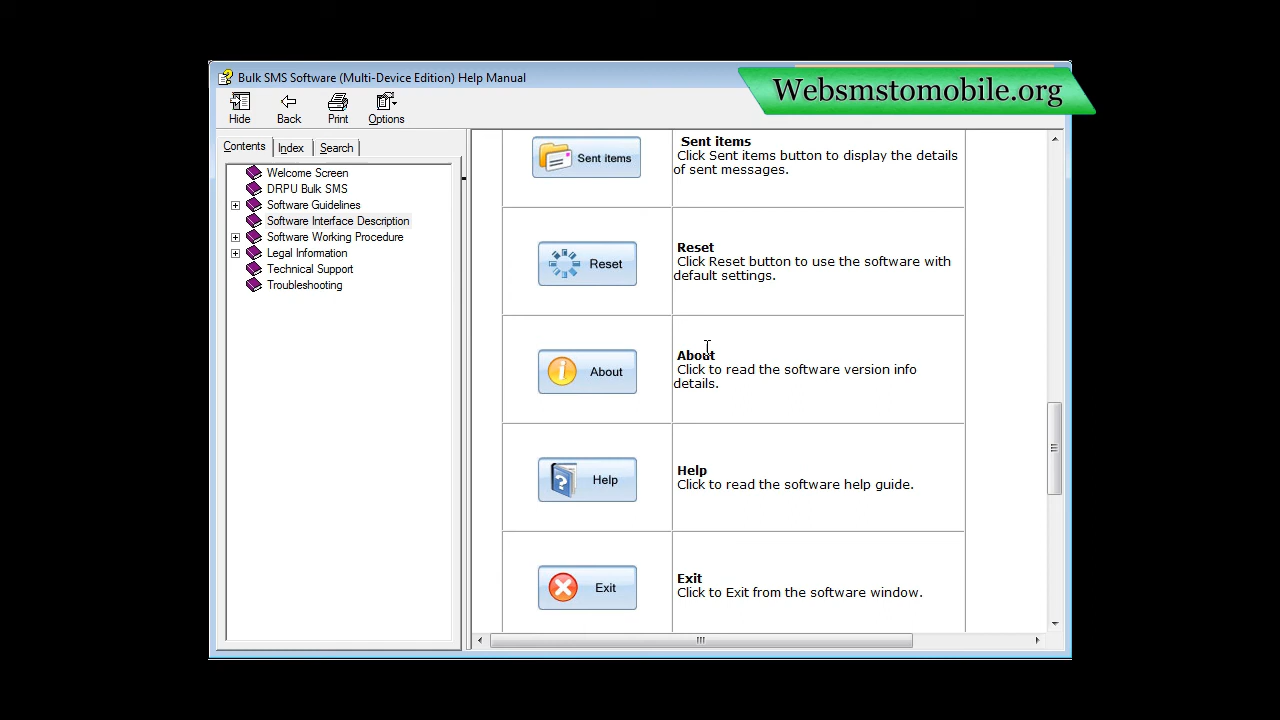 Bulk SMS Software (Multi-Device Edition) Help Manual
Websmstomobile.org
Hide
Back
Print
Options
Contents
Index
Search
Welcome Screen
DRPU Bulk SMS
Software Guidelines
Software Interface Description
Software Working Procedure
Legal Information
Technical Support
Troubleshooting
Sent items
Sent items
Click Sent items button to display the details
of sent messages.
Reset
Reset
Click Reset button to use the software with
default settings.
About
About
Click to read the software version info
details.
Help
Help
Click to read the software help guide.
Exit
Exit
Click to Exit from the software window.